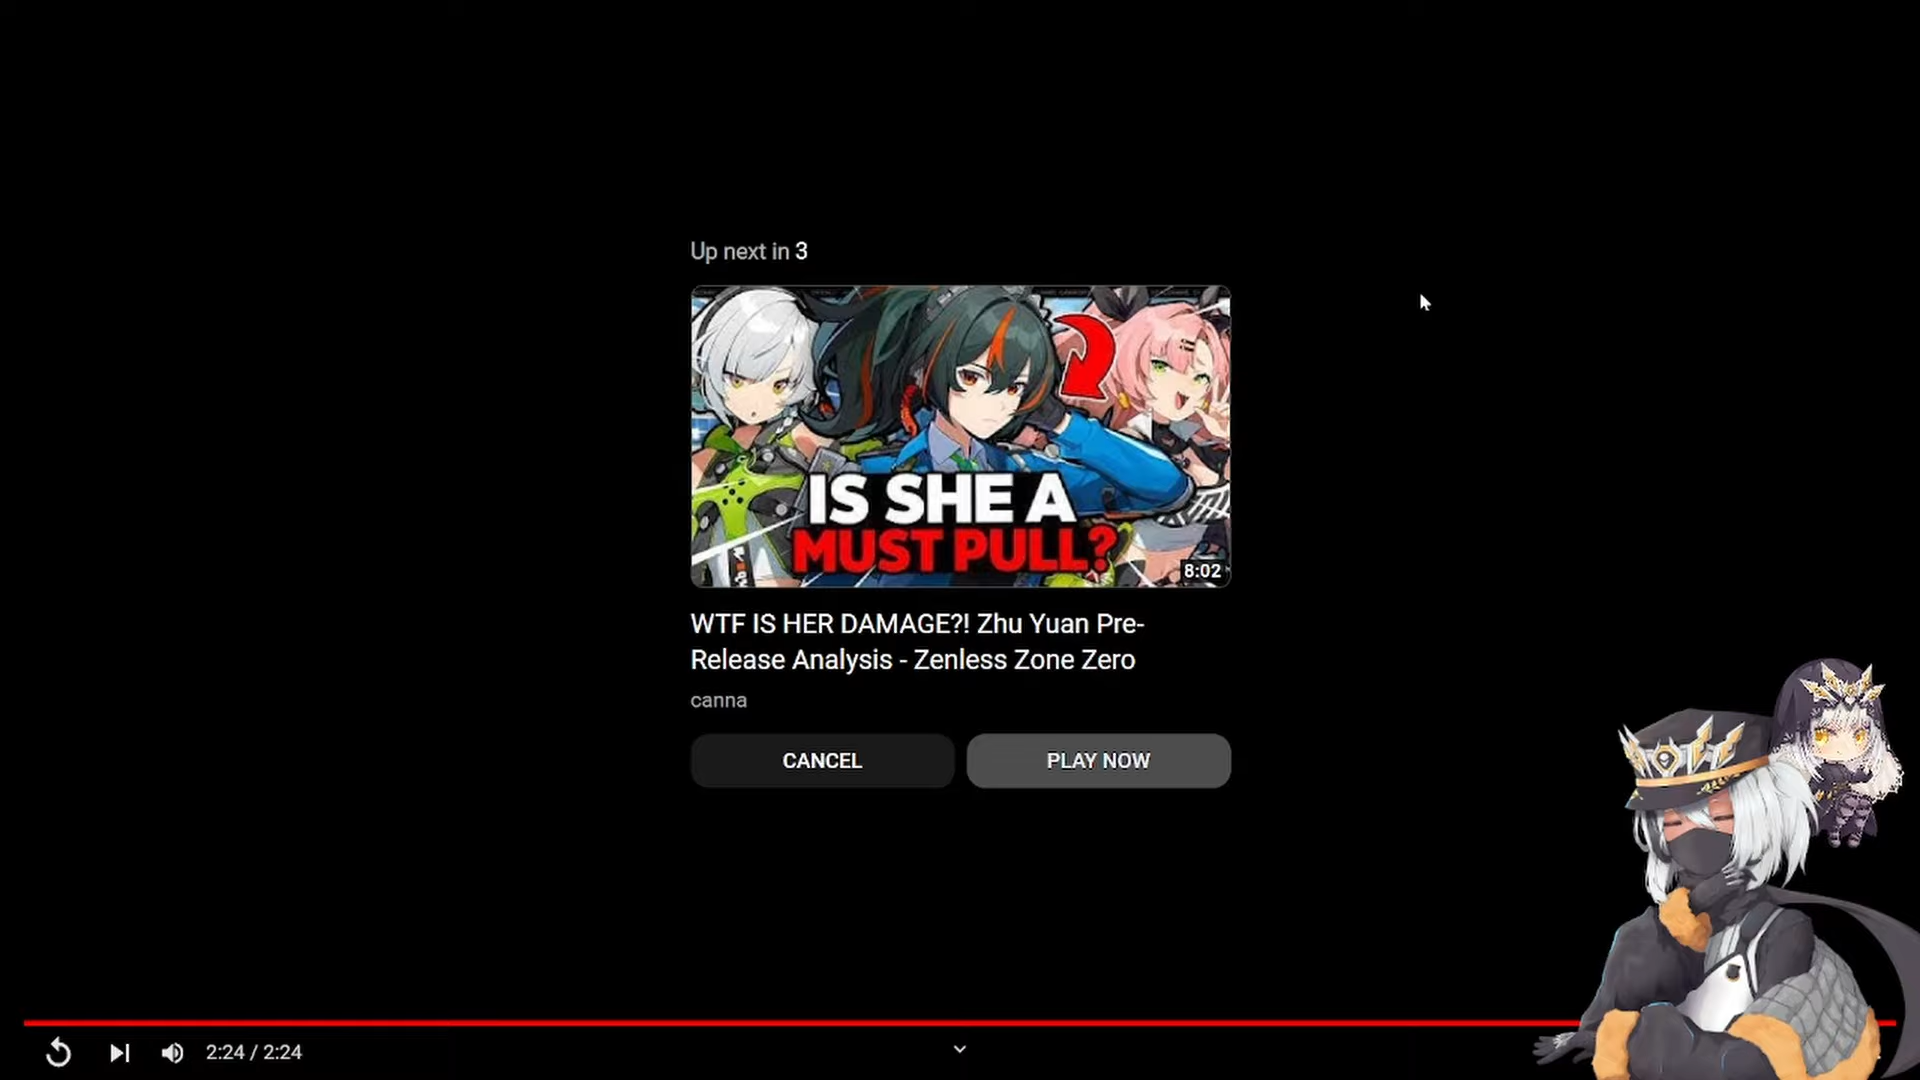 Up next in 3
IS SHE A
MUST PULL?
8:02
WTF IS HER DAMAGE?! Zhu Yuan Pre-
Release Analysis - Zenless Zone Zero
canna
CANCEL
PLAY NOW
2:24 / 2:24